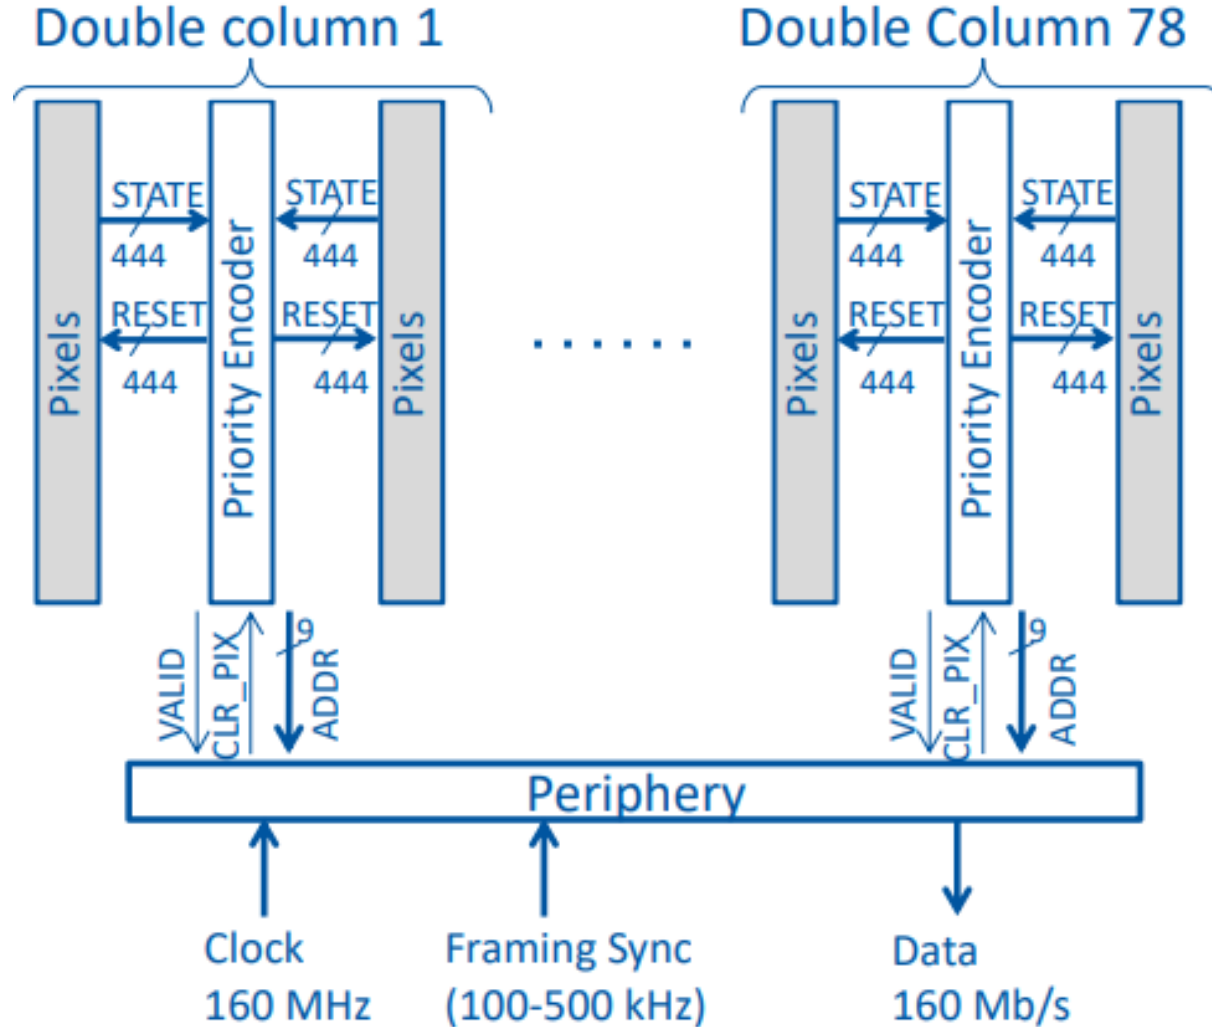 Double column 1
Double Column 78
Pixels
STATE
444
RESET
444
Priority Encoder
STATE
444
RESET
444
Pixels
Pixels
STATE
444
RESET
444
Priority Encoder
STATE
444
RESET
444
Pixels
VALID
CLR_PIX
9
ADDR
VALID
CLR_PIX
9
ADDR
Periphery
Clock
160 MHz
Framing Sync
(100-500 kHz)
Data
160 Mb/s